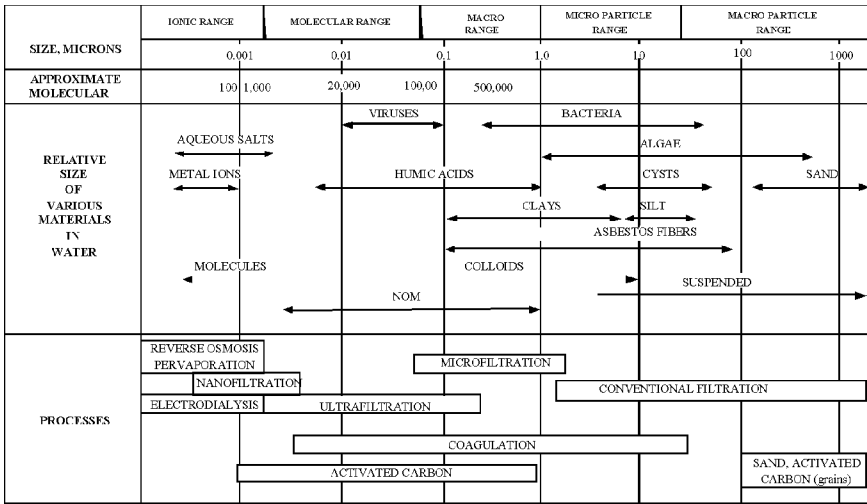 IONIC RANGE
MOLECULAR RANGE
MACRO
RANGE
MICRO PARTICLE
RANGE
MACRO PARTICLE
RANGE
SIZE, MICRONS
0.001 0.01 0.1 1.0 1,0 100 1000
APPROXIMATE
MOLECULAR
100 1,000 20,000 100,00 500,000
RELATIVE
SIZE
OF
VARIOUS
MATERIALS
IN
WATER
VIRUSES
BACTERIA
AQUEOUS SALTS
ALGAE
METAL IONS
HUMIC ACIDS
CYSTS
SAND
CLAYS
SILT
ASBESTOS FIBERS
MOLECULES
COLLOIDS
SUSPENDED
NOM
PROCESSES
REVERSE OSMOSIS
PERVAPORATION
MICROFILTRATION
NANOFILTRATION
CONVENTIONAL FILTRATION
ELECTRODIALYSIS
ULTRAFILTRATION
COAGULATION
ACTIVATED CARBON
SAND, ACTIVATED
CARBON (grains)